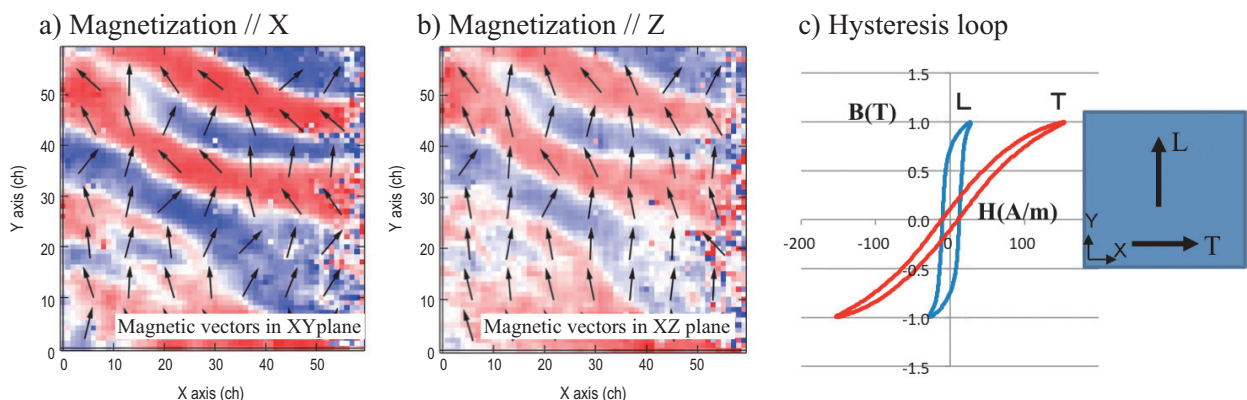 a) Magnetization // X
b) Magnetization // Z
c) Hysteresis loop
Y axis (ch)
50
40
30
20
10
0
Magnetic vectors in XYplane
0 10 20 30 40 50
X axis (ch)
Y axis (ch)
50
40
30
20
10
0
Magnetic vectors in XZ plane
0 10 20 30 40 50
X axis (ch)
1.5
B(T) L T
1.0
0.5
0.0
H(A/m)
-200 -100 0 100
-0.5
-1.0
-1.5
L
Y
X T